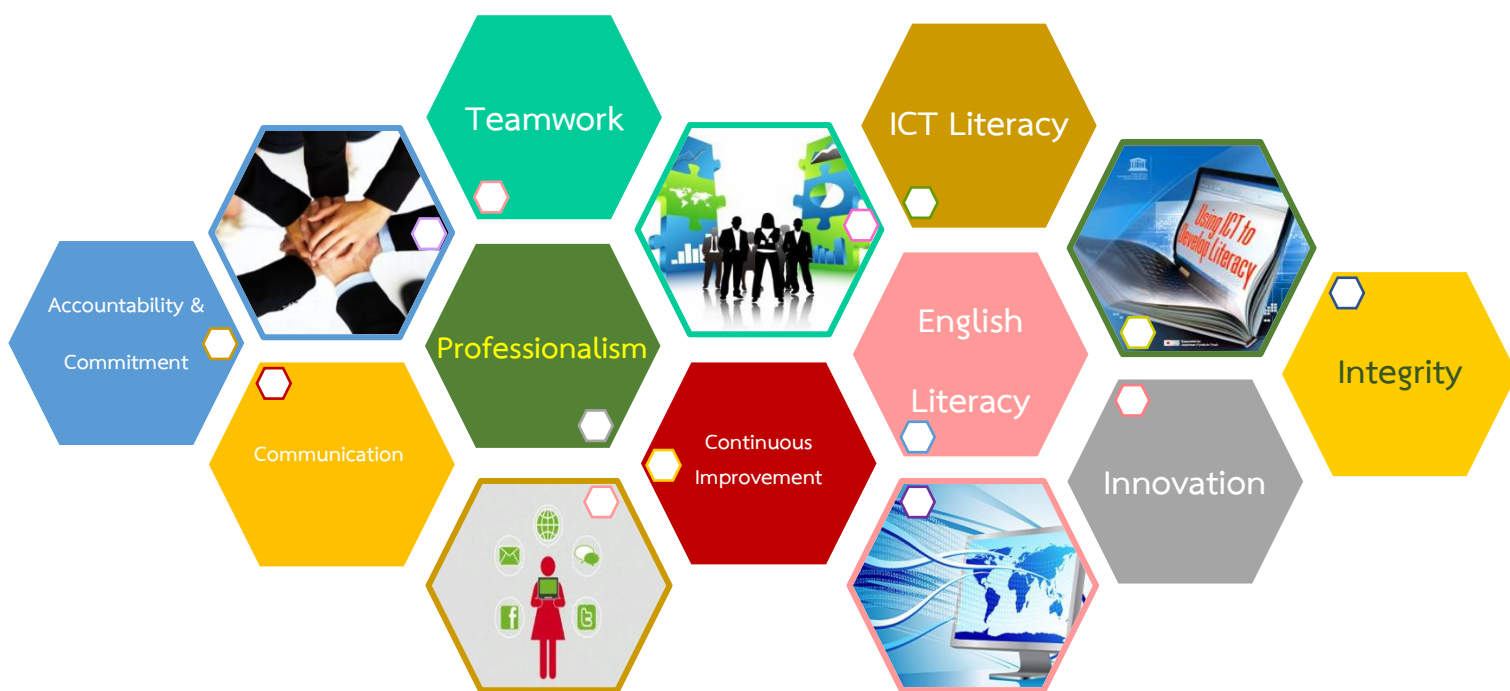 Teamwork
ICT Literacy
Using ICT to
Develop Literacy
Accountability &
Commitment
Professionalism
English
Literacy
Integrity
Communication
Continuous
Improvement
Innovation